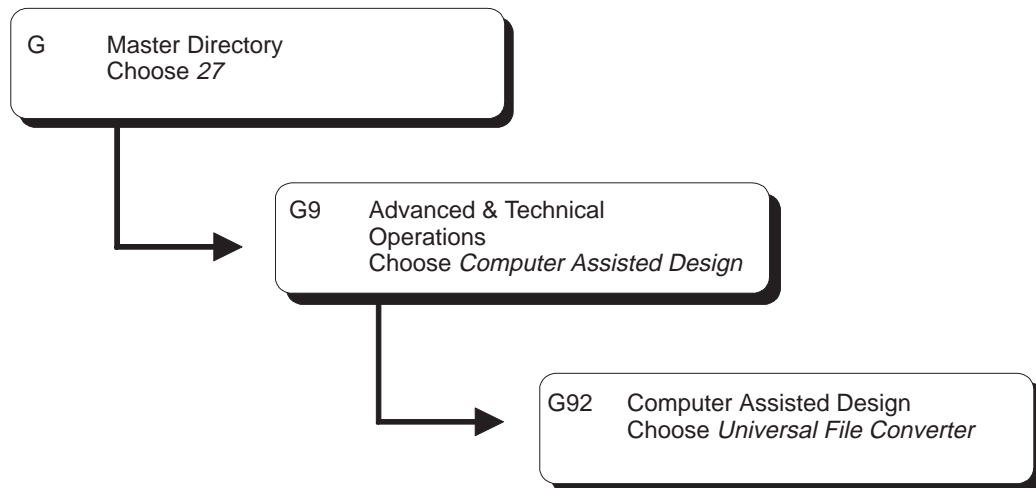 G Master Directory
Choose 27
G9 Advanced & Technical
Operations
Choose Computer Assisted Design
G92 Computer Assisted Design
Choose Universal File Converter